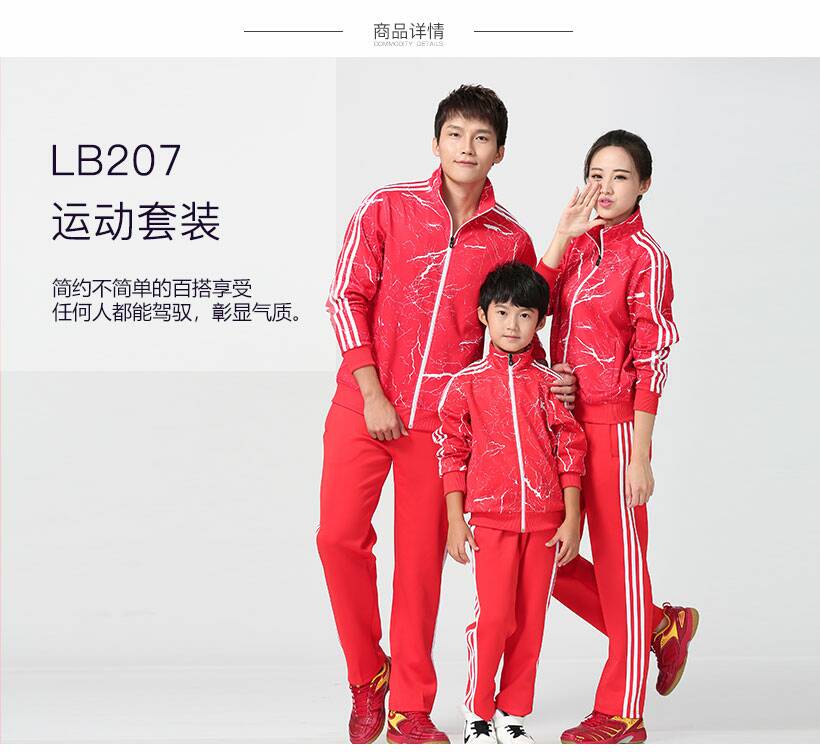 商品详情
COMMODITY DETAILS
LB207
运动套装
简约不简单的百搭享受
任何人都能驾驭，彰显气质。